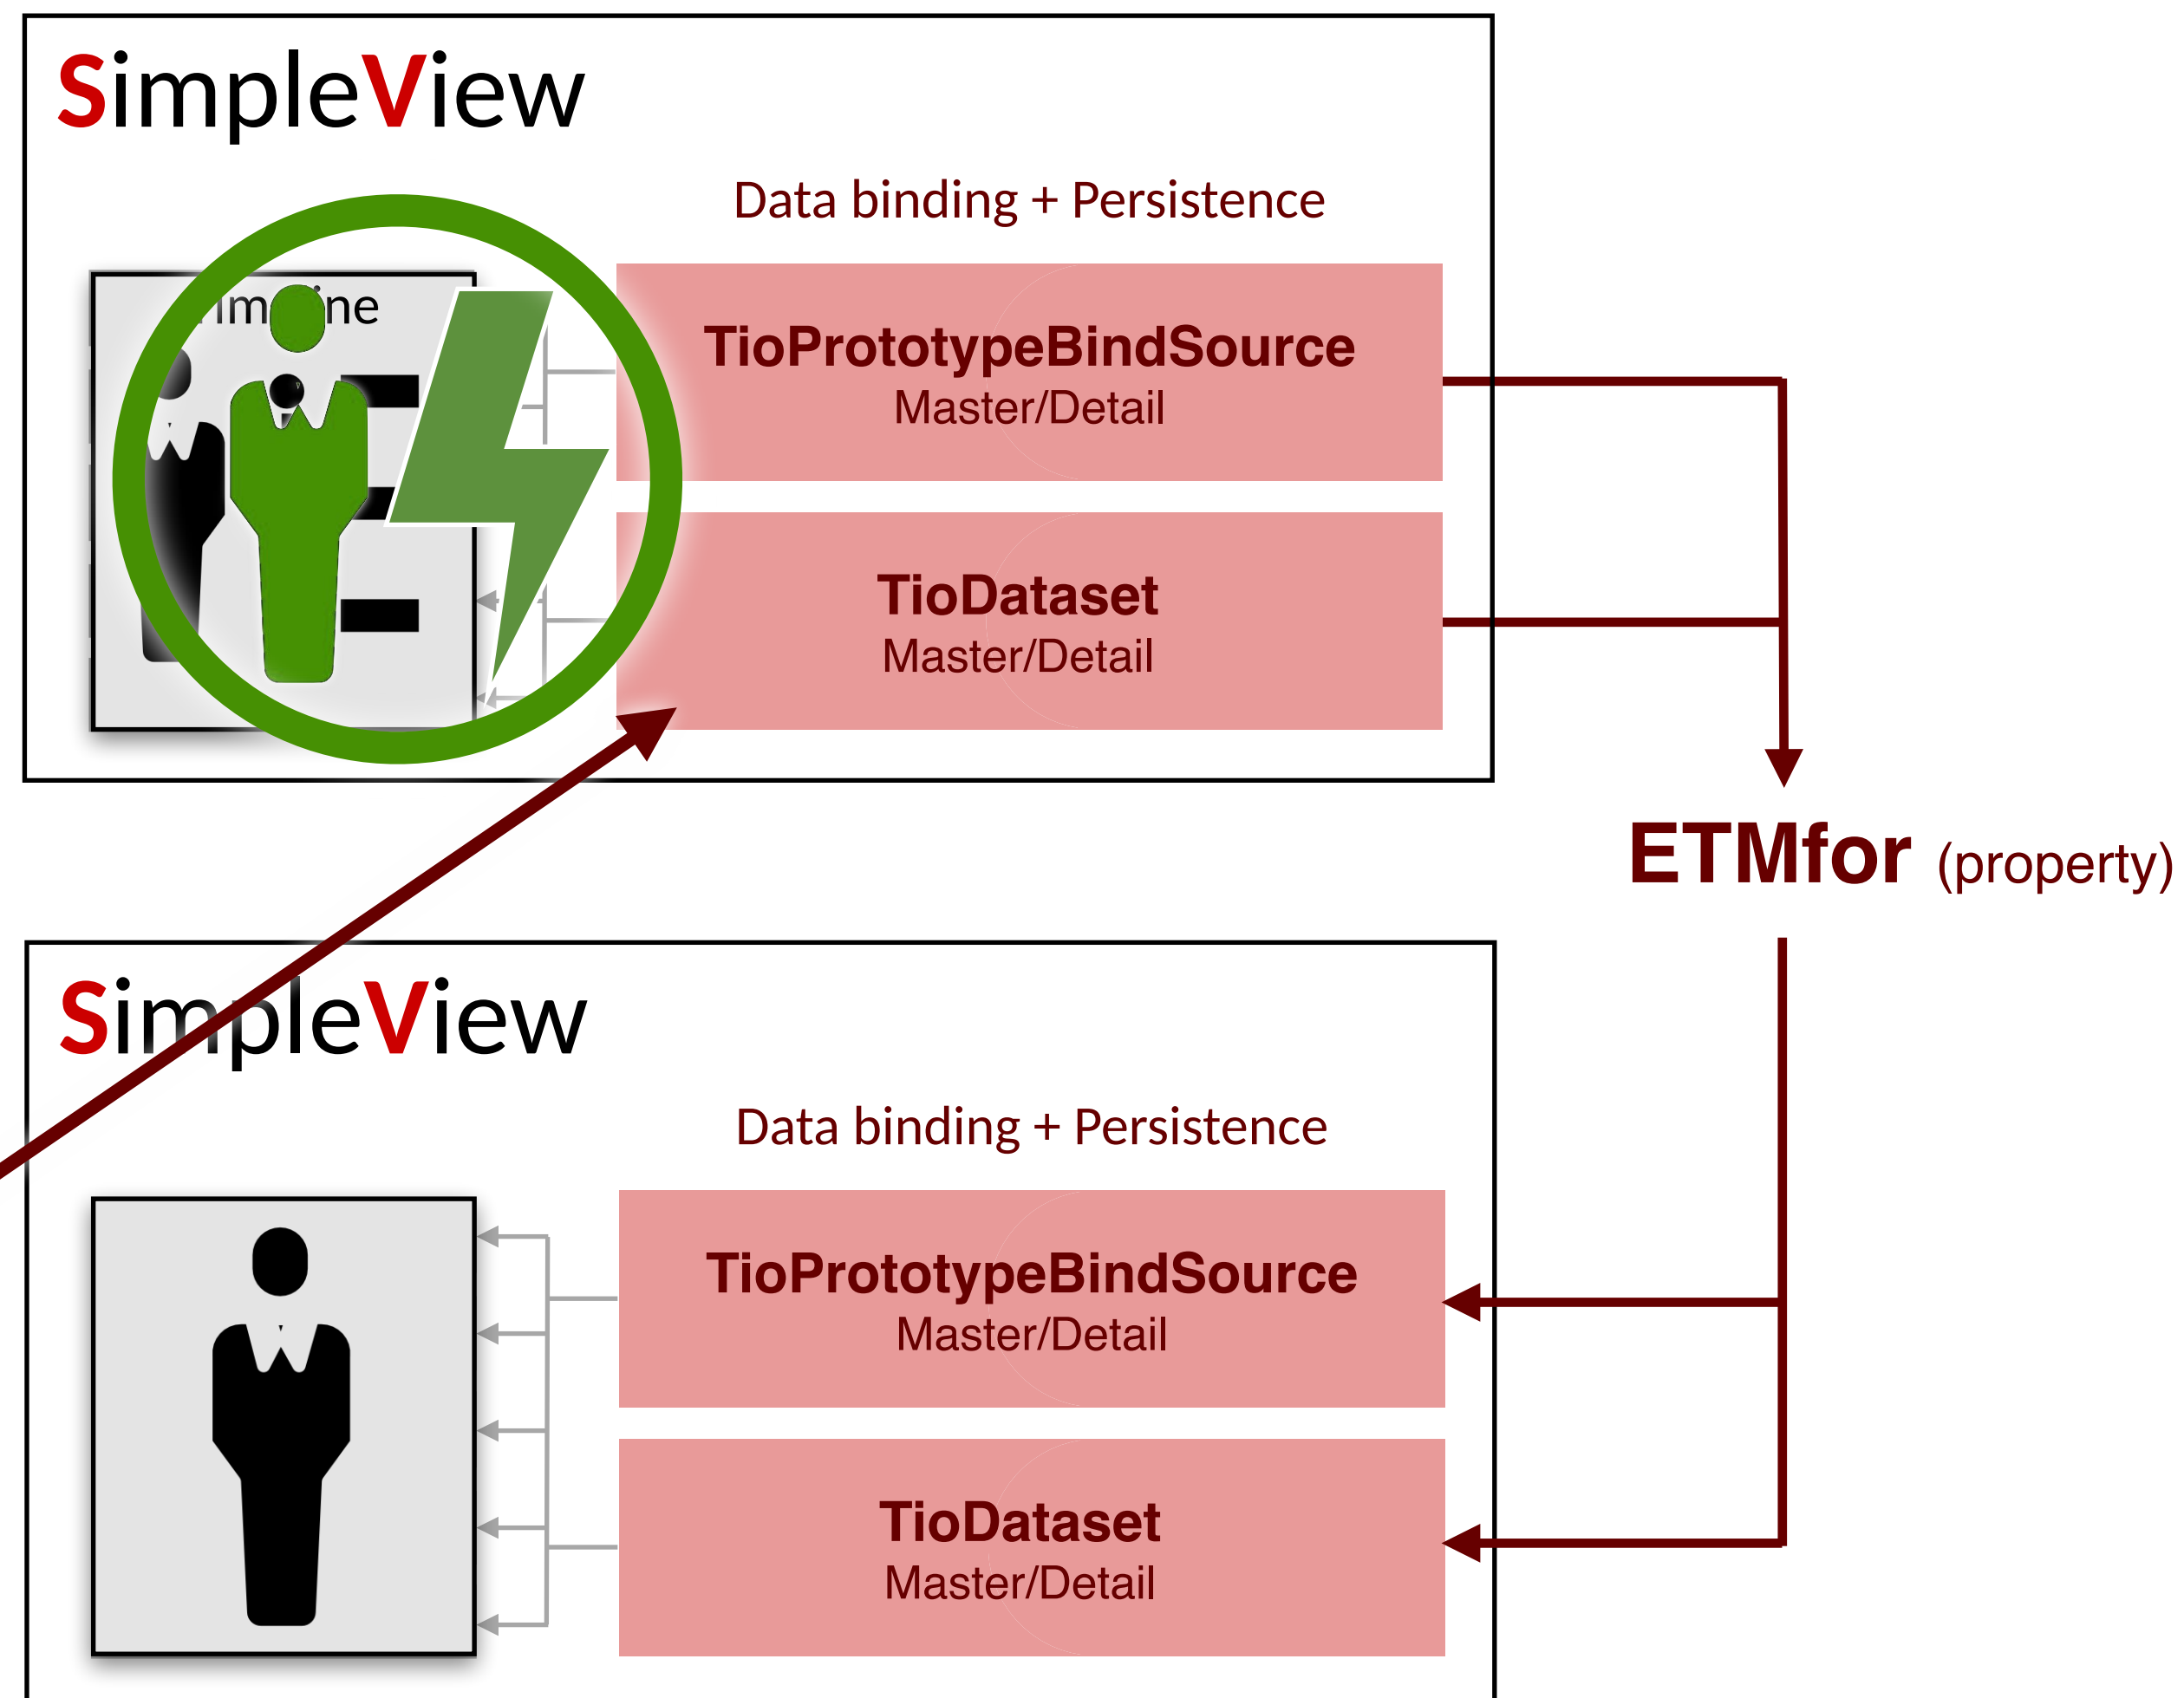 SimpleView
Data binding + Persistence
TioPrototypeBindSource
Master/Detail
TioDataset
Master/Detail
ETMfor (property)
SimpleView
Data binding + Persistence
TioPrototypeBindSource
Master/Detail
TioDataset
Master/Detail